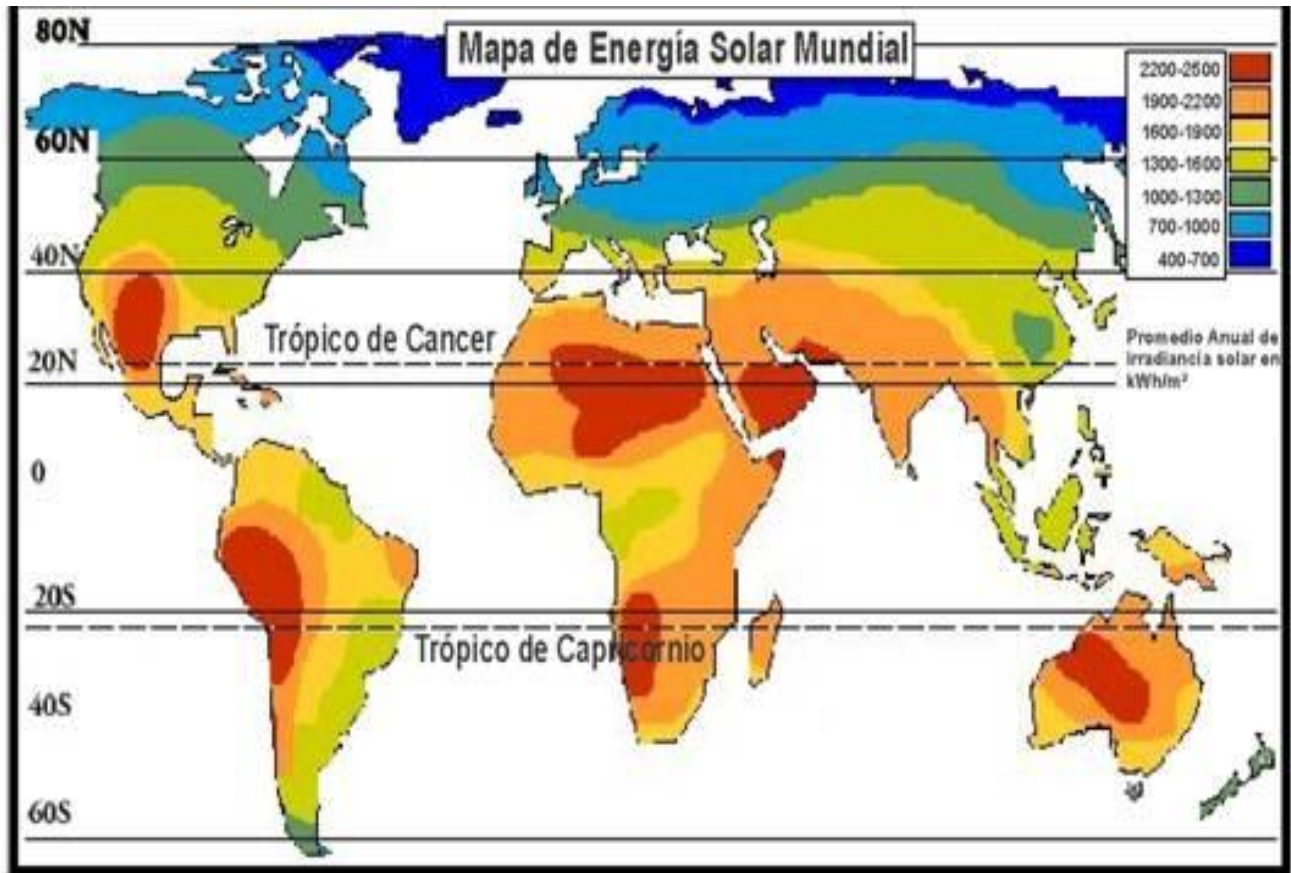 80N
Mapa de Energía Solar Mundial
2200-2500
1900-2200
1600-1900
1300-1600
1000-1300
700-1000
400-700
60N
40N
Trópico de Cancer
Promedio Anual de
irradiancia solar en
kWh/m²
20N
0
20S
Trópico de Capricornio
40S
60S